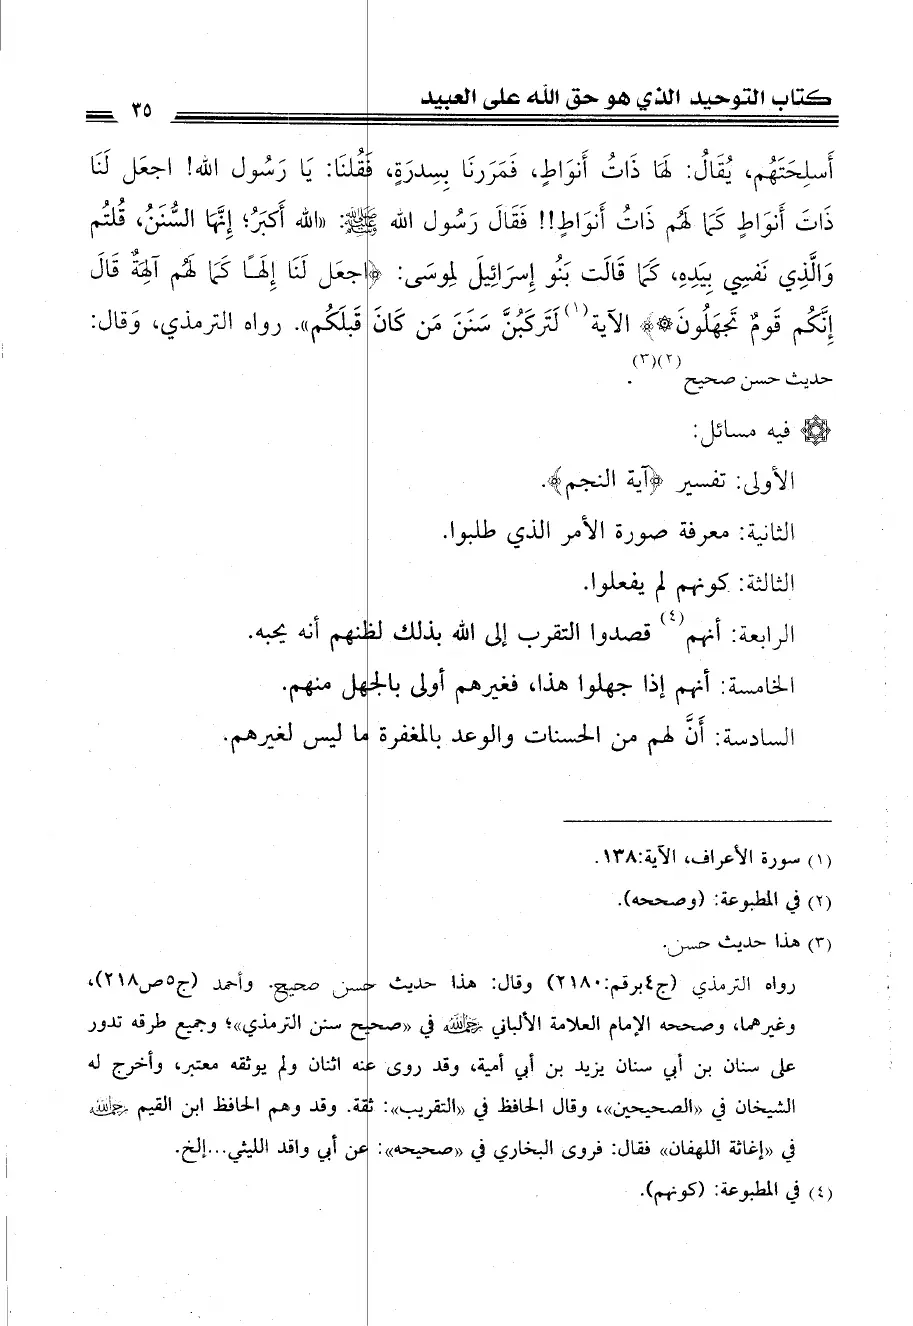 كتاب التوحيد الذي هو حق الله على العبيد ٣٥
أَسلِحَتَهُم، يُقَالُ: لَهَا ذَاتُ أَنوَاطٍ، فَمَرَرنَا بِسِدرَةٍ، فَقُلنَا: يَا رَسُول الله! اجعَل لَنَا
ذَاتَ أَنوَاطٍ كَمَا لَهُم ذَاتُ أَنوَاطٍ!! فَقَالَ رَسُول الله ﷺ: «الله أَكبَرُ؛ إِنَّهَا السُّنَنُ، قُلتُم
وَالَّذِي نَفسِي بِيَدِهِ، كَمَا قَالَت بَنُو إِسرَائِيلَ لِمُوسَى: ﴿اجعَل لَنَا إِلَهًا كَمَا لَهُم آلِهَةٌ قَالَ
إِنَّكُم قَومٌ تَجهَلُونَ۞﴾ الآية(١) لَتَركَبُنَّ سَنَنَ مَن كَانَ قَبلَكُم». رواه الترمذي، وَقال:
حديث حسن صحيح(٢)(٣).
فيه مسائل:
الأولى: تفسير ﴿آية النجم﴾.
الثانية: معرفة صورة الأمر الذي طلبوا.
الثالثة: كونهم لم يفعلوا.
الرابعة: أنهم(٤) قصدوا التقرب إلى الله بذلك لظنهم أنه يحبه.
الخامسة: أنهم إذا جهلوا هذا، فغيرهم أولى بالجهل منهم.
السادسة: أَنَّ لهم من الحسنات والوعد بالمغفرة ما ليس لغيرهم.
(١) سورة الأعراف، الآية:١٣٨.
(٢) في المطبوعة: (وصححه).
(٣) هذا حديث حسن.
رواه الترمذي (ج٤برقم:٢١٨٠) وقال: هذا حديث حسن صحيح. وأحمد (ج٥ص٢١٨)،
وغيرهما، وصححه الإمام العلامة الألباني رحمه الله في «صحيح سنن الترمذي»؛ وجميع طرقه تدور
على سنان بن أبي سنان يزيد بن أبي أمية، وقد روى عنه اثنان ولم يوثقه معتبر، وأخرج له
الشيخان في «الصحيحين»، وقال الحافظ في «التقريب»: ثقة. وقد وهم الحافظ ابن القيم رحمه الله
في «إغاثة اللهفان» فقال: فروى البخاري في «صحيحه»: عن أبي واقد الليثي...إلخ.
(٤) في المطبوعة: (كونهم).